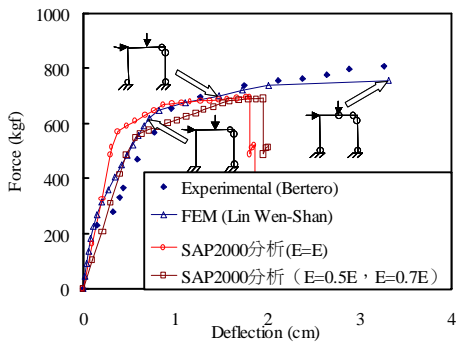 1000
800
600
400
200
0
Force (kgf)
Experimental (Bertero)
FEM (Lin Wen-Shan)
SAP2000分析(E=E)
SAP2000分析（E=0.5E，E=0.7E）
0
1
2
3
4
Deflection (cm)